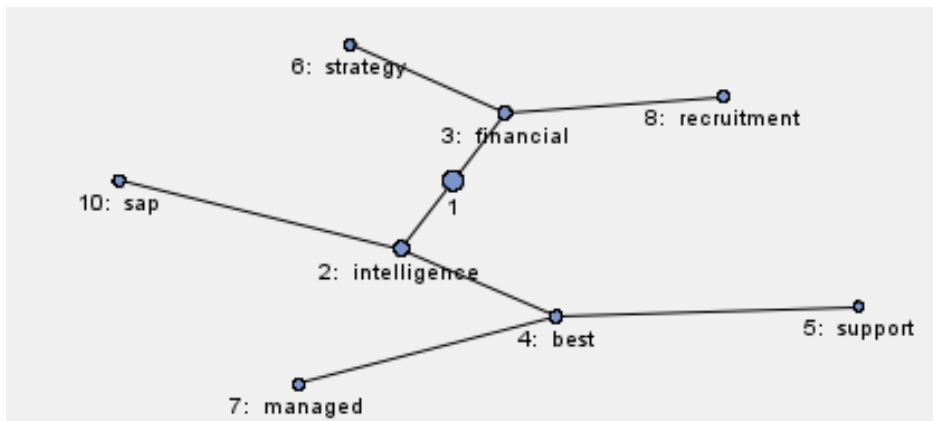 6: strategy
8: recruitment
3: financial
10: sap
1
2: intelligence
5: support
4: best
7: managed